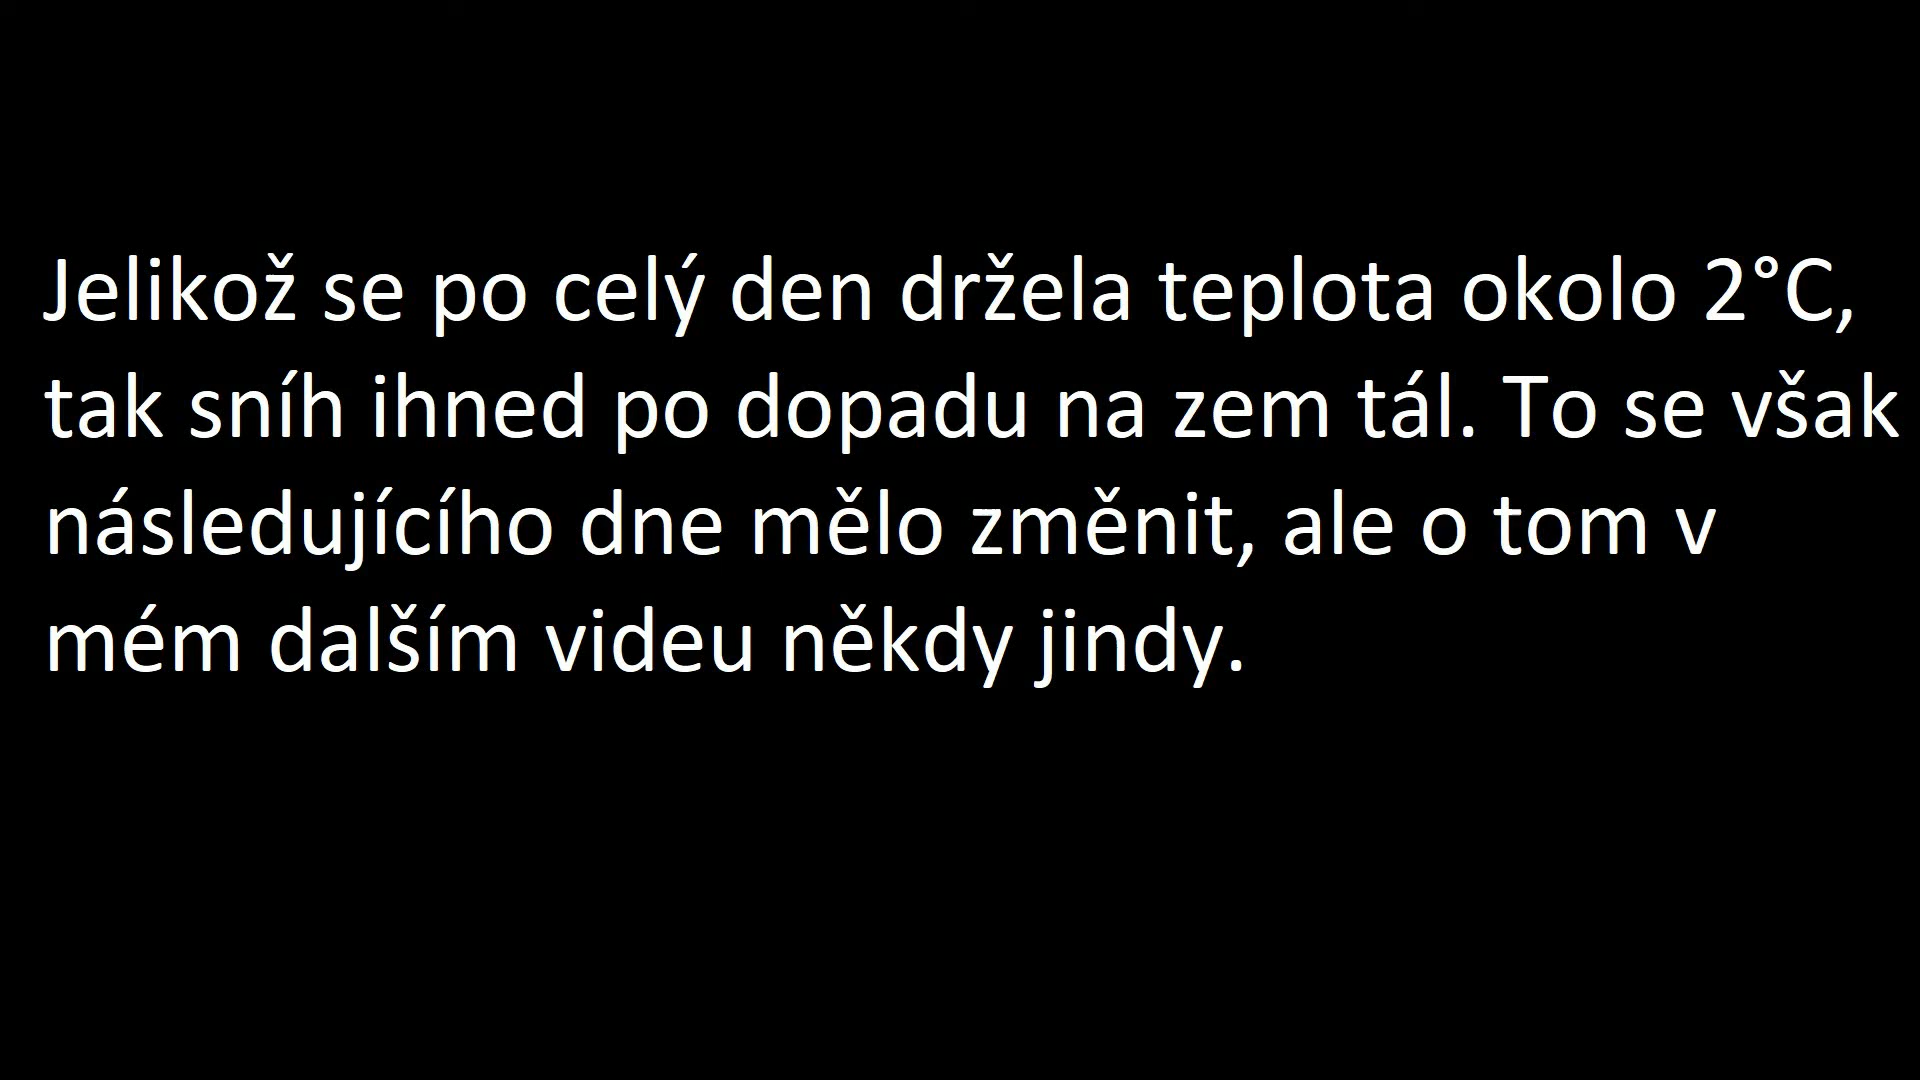 Jelikož se po celý den držela teplota okolo 2°C,
tak sníh ihned po dopadu na zem tál. To se však
následujícího dne mělo změnit, ale o tom v
mém dalším videu někdy jindy.